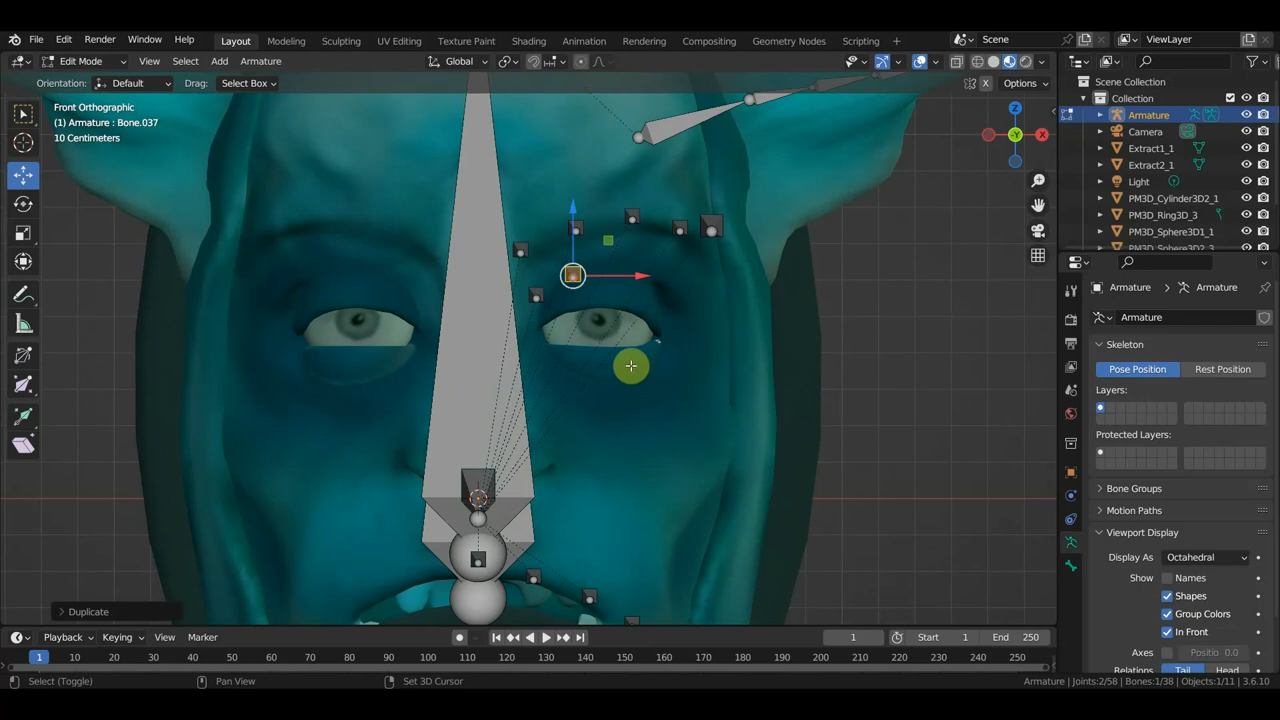 File Edit Render Window Help Layout Modeling Sculpting UV Editing Texture Paint Shading Animation Rendering Compositing Geometry Nodes Scripting + Scene ViewLayer
Edit Mode View Select Add Armature Global
Orientation: Default Drag: Select Box Options
Front Orthographic
(1) Armature : Bone.037
10 Centimeters
Z
-Y
X
Duplicate
Scene Collection
Collection
Armature
Camera
Extract1_1
Extract2_1
Light
PM3D_Cylinder3D2_1
PM3D_Ring3D_3
PM3D_Sphere3D1_1
PM3D_Sphere3D2_3
Armature > Armature
Armature
Skeleton
Pose Position Rest Position
Layers:
Protected Layers:
Bone Groups
Motion Paths
Viewport Display
Display As Octahedral
Show Names
Shapes
Group Colors
In Front
Axes Positio 0.0
Relations Tail Head
Playback Keying View Marker 1 Start 1 End 250
1 10 20 30 40 50 60 70 80 90 100 110 120 130 140 150 160 170 180 190 200 210 220 230 240 250
Select (Toggle) Pan View Set 3D Cursor Armature | Joints:2/58 | Bones:1/38 | Objects:1/11 | 3.6.10